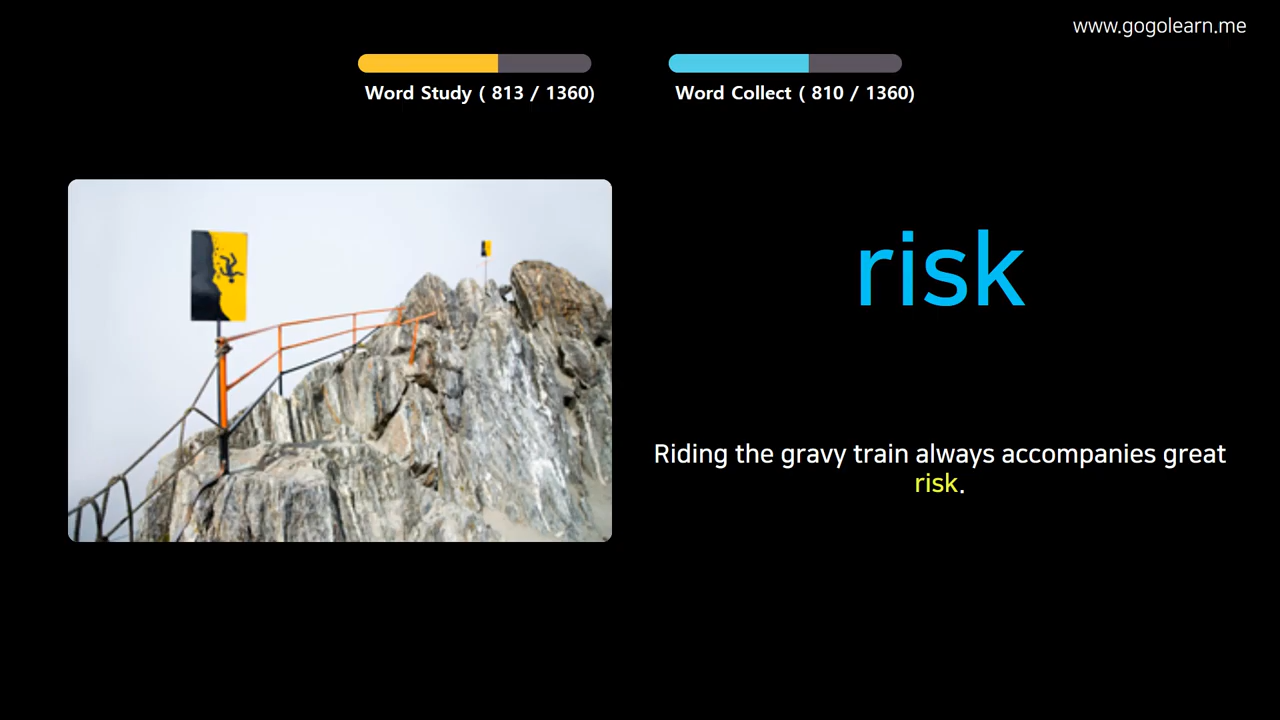 www.gogolearn.me
Word Study ( 813 / 1360)
Word Collect ( 810 / 1360)
risk
Riding the gravy train always accompanies great
risk.